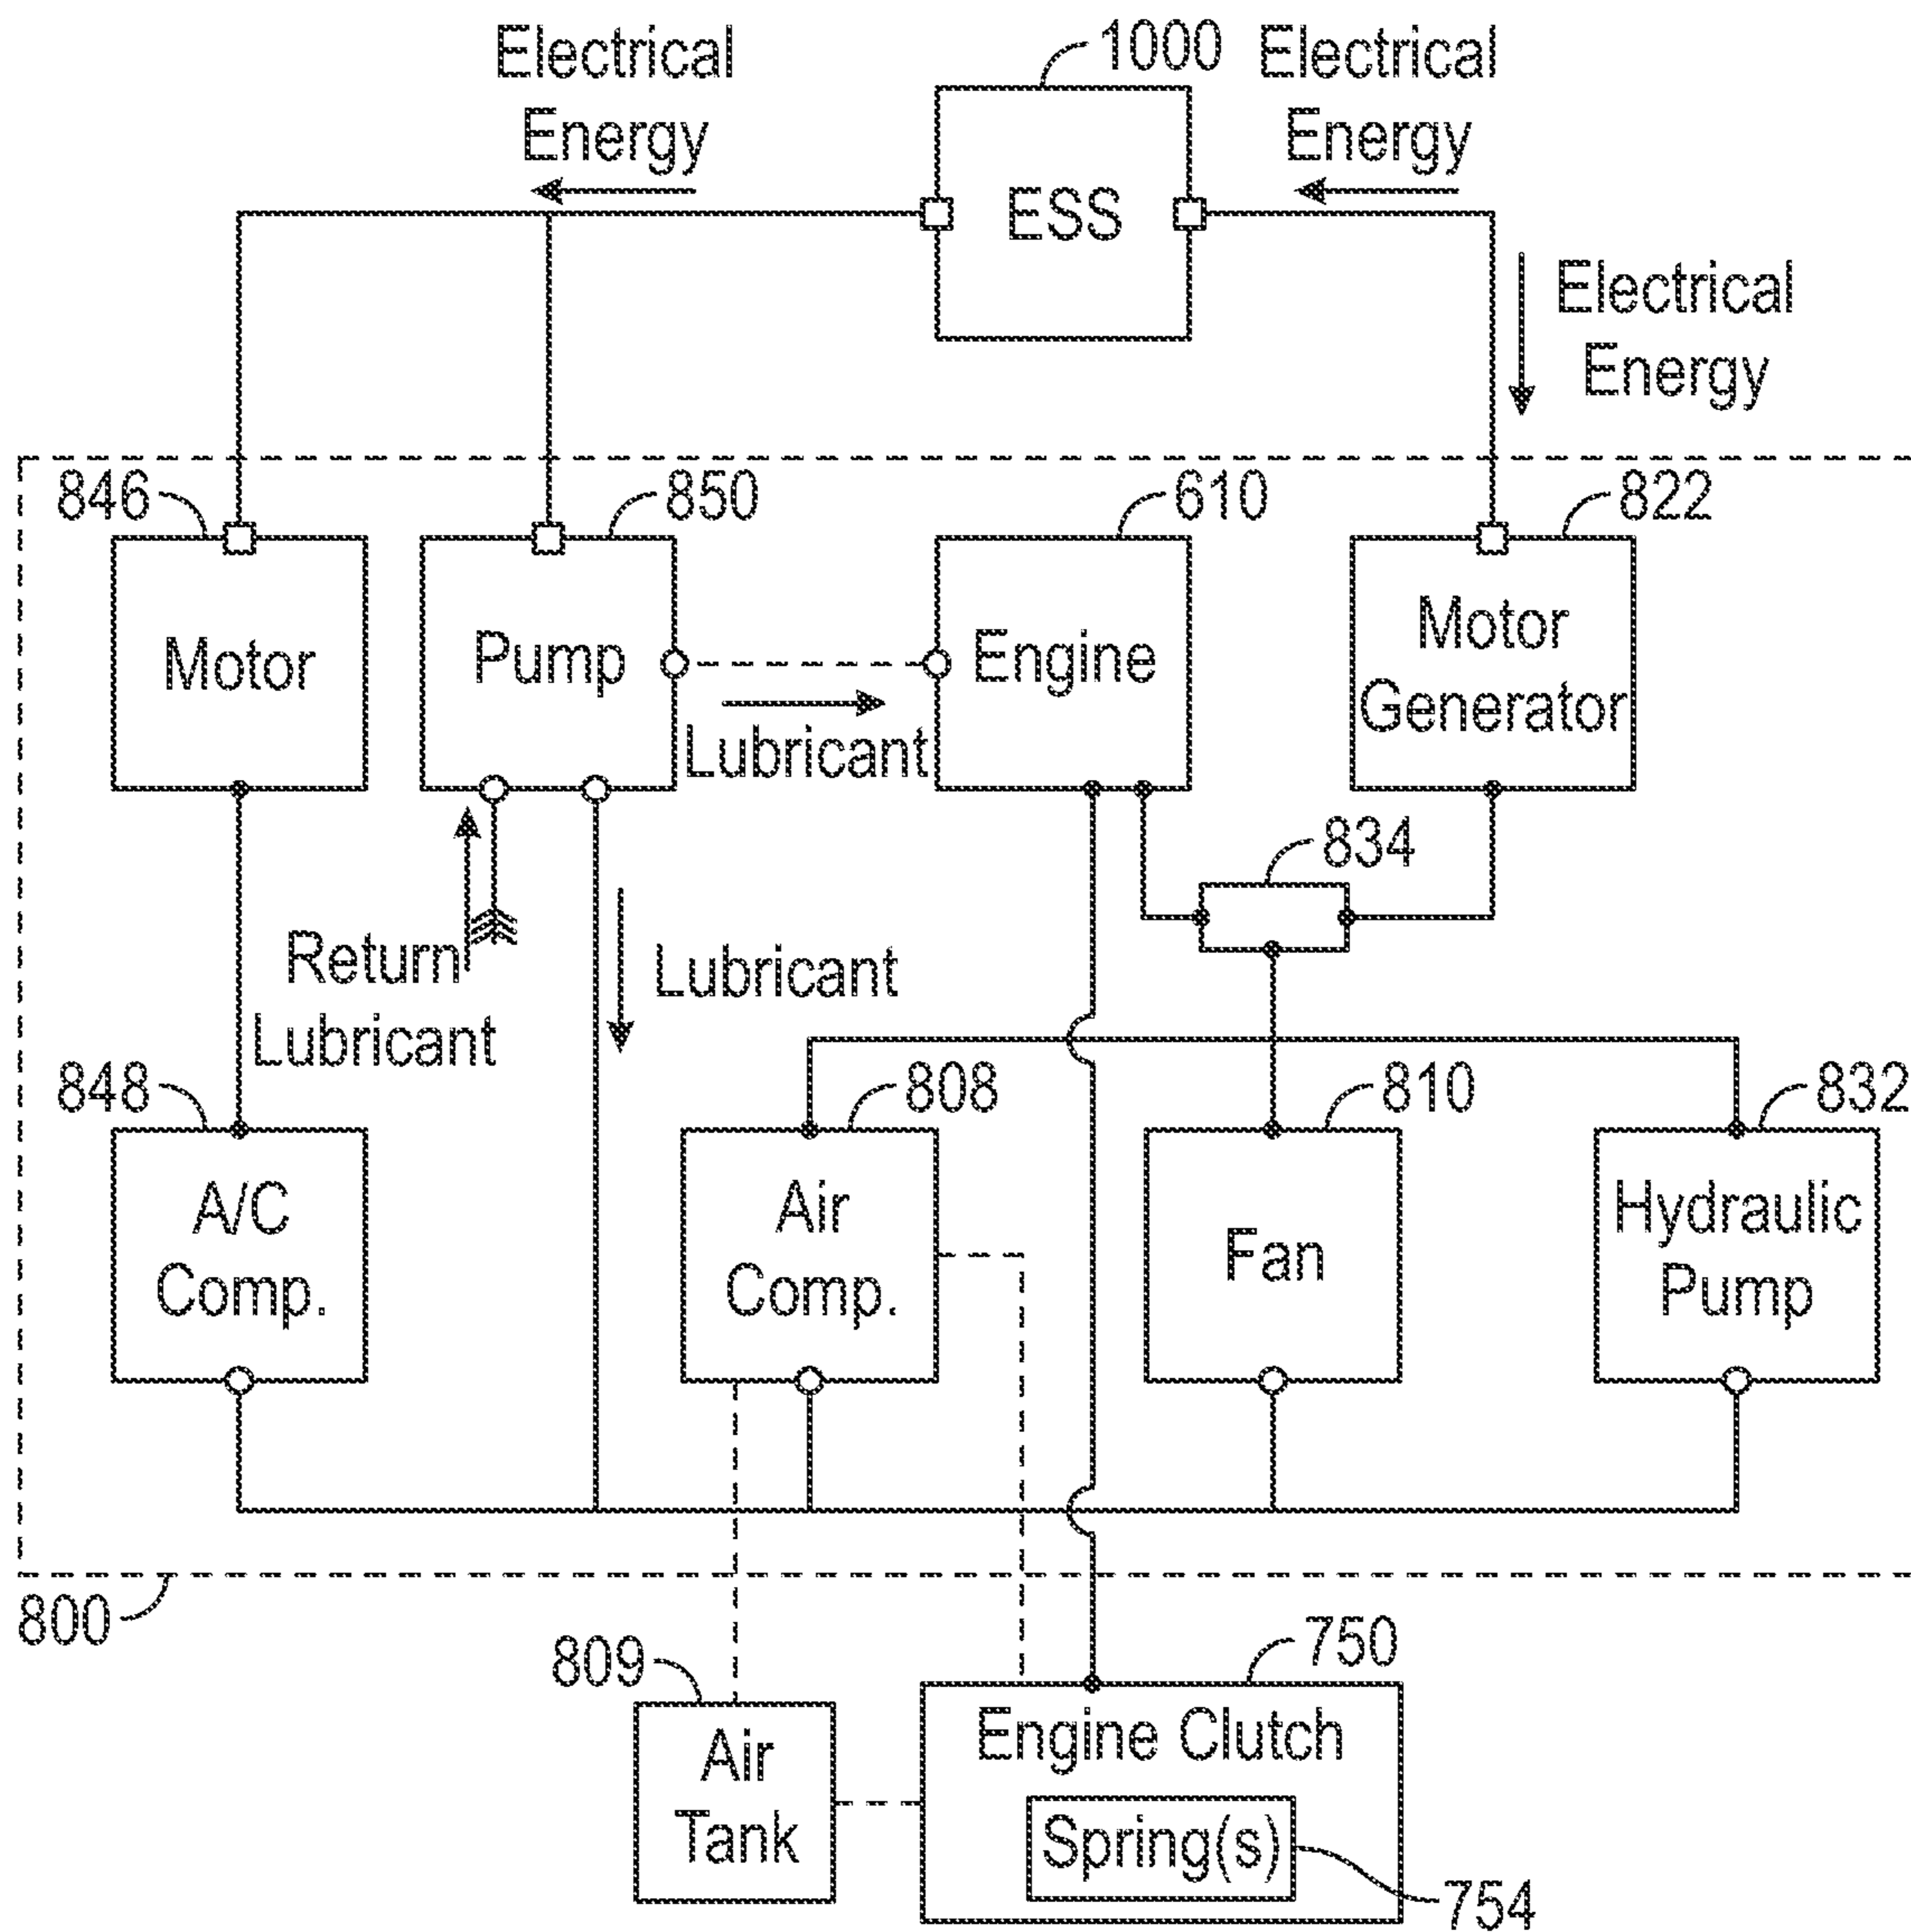 Electrical
Energy
1000
Electrical
Energy
ESS
Electrical
Energy
846
850
610
822
Motor
Pump
Engine
Motor
Generator
Lubricant
834
Return
Lubricant
Lubricant
848
808
810
832
A/C
Comp.
Air
Comp.
Fan
Hydraulic
Pump
800
809
750
Air
Tank
Engine Clutch
Spring(s)
754